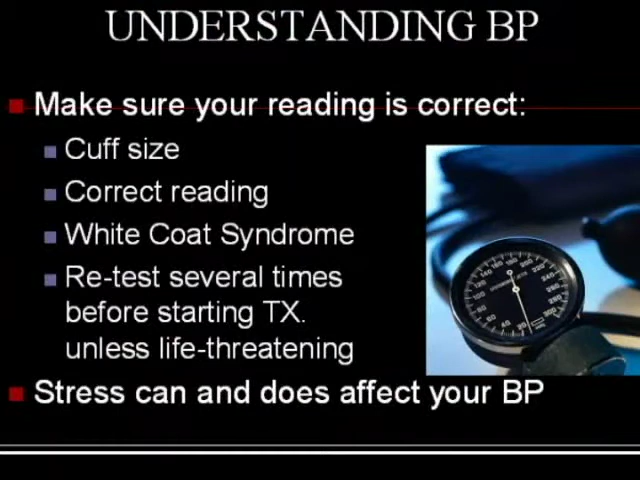 UNDERSTANDING BP
Make sure your reading is correct:
Cuff size
Correct reading
White Coat Syndrome
Re-test several times
before starting TX.
unless life-threatening
Stress can and does affect your BP